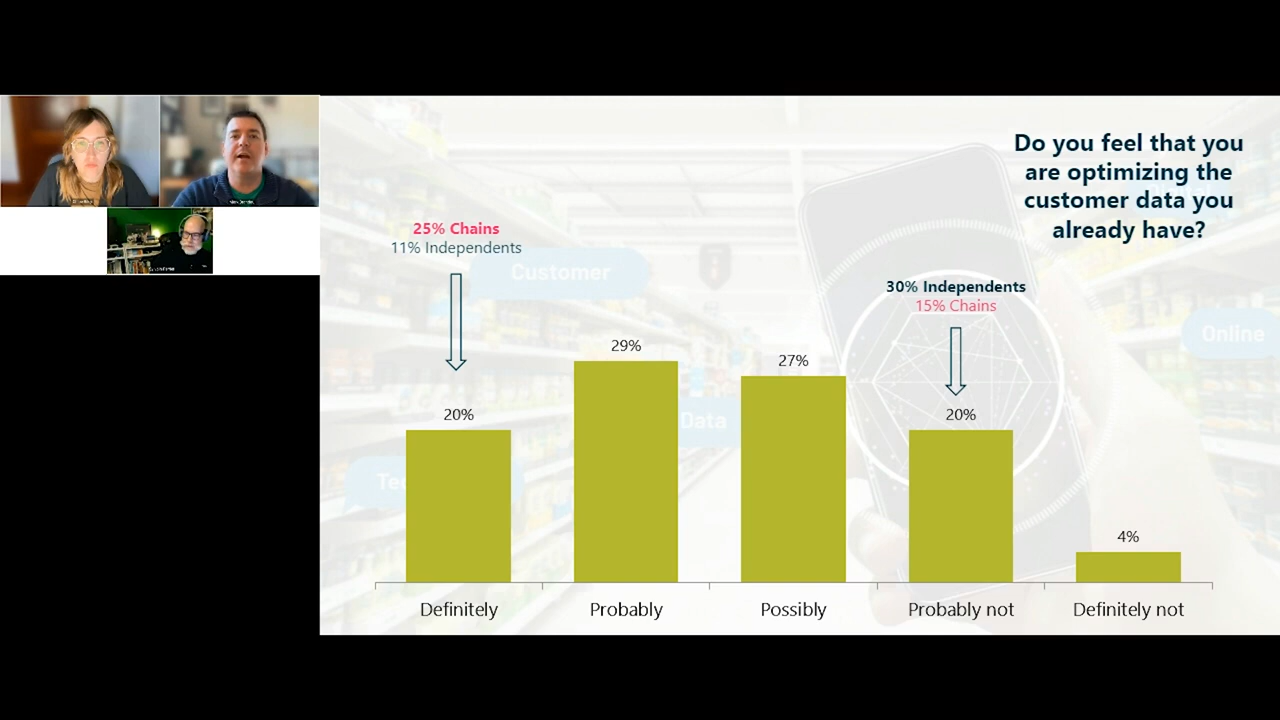 Do you feel that you
are optimizing the
customer data you
already have?
25% Chains
11% Independents
Customer
30% Independents
15% Chains
Online
29%
27%
20%
20%
Data
4%
Definitely
Probably
Possibly
Probably not
Definitely not